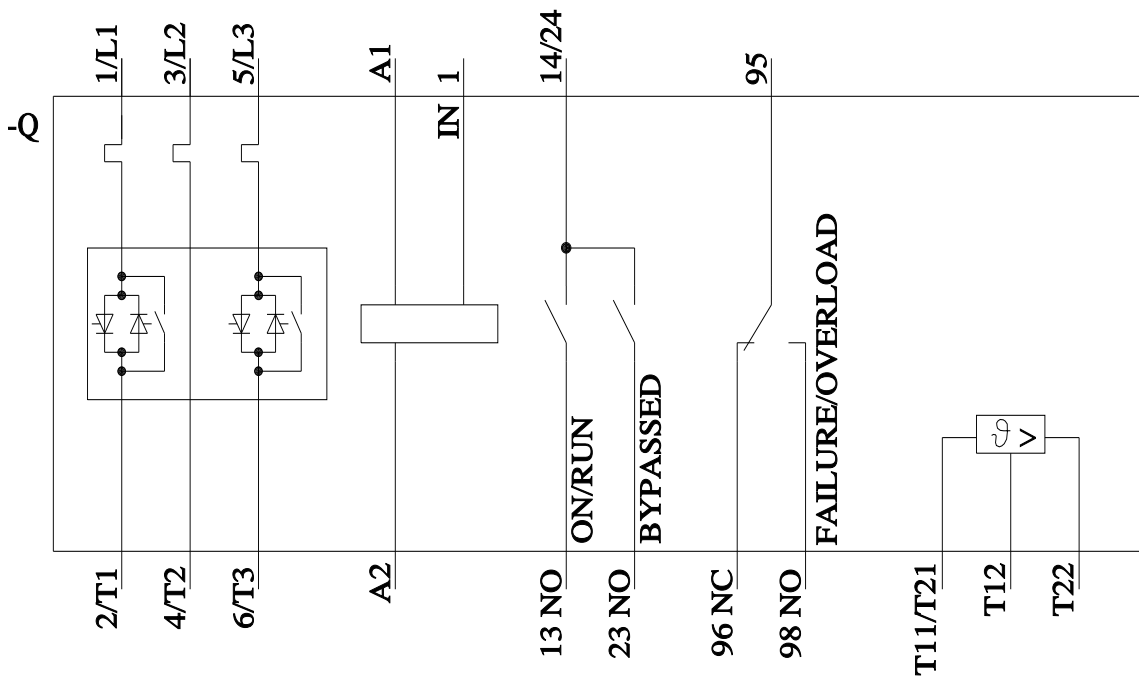 -Q
1/L1
3/L2
5/L3
A1
IN 1
14/24
95
ON/RUN
BYPASSED
FAILURE/OVERLOAD
ϑ >
2/T1
4/T2
6/T3
A2
13 NO
23 NO
96 NC
98 NO
T11/T21
T12
T22